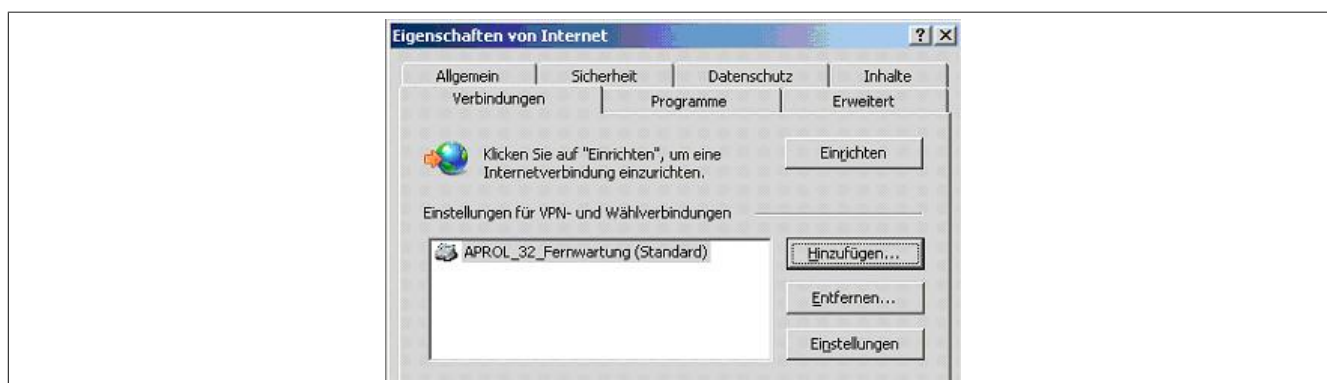 Eigenschaften von Internet
Allgemein Sicherheit Datenschutz Inhalte
Verbindungen Programme Erweitert
Klicken Sie auf "Einrichten", um eine
Internetverbindung einzurichten.
Einrichten
Einstellungen für VPN- und Wählverbindungen
APROL_32_Fernwartung (Standard)
Hinzufügen...
Entfernen...
Einstellungen